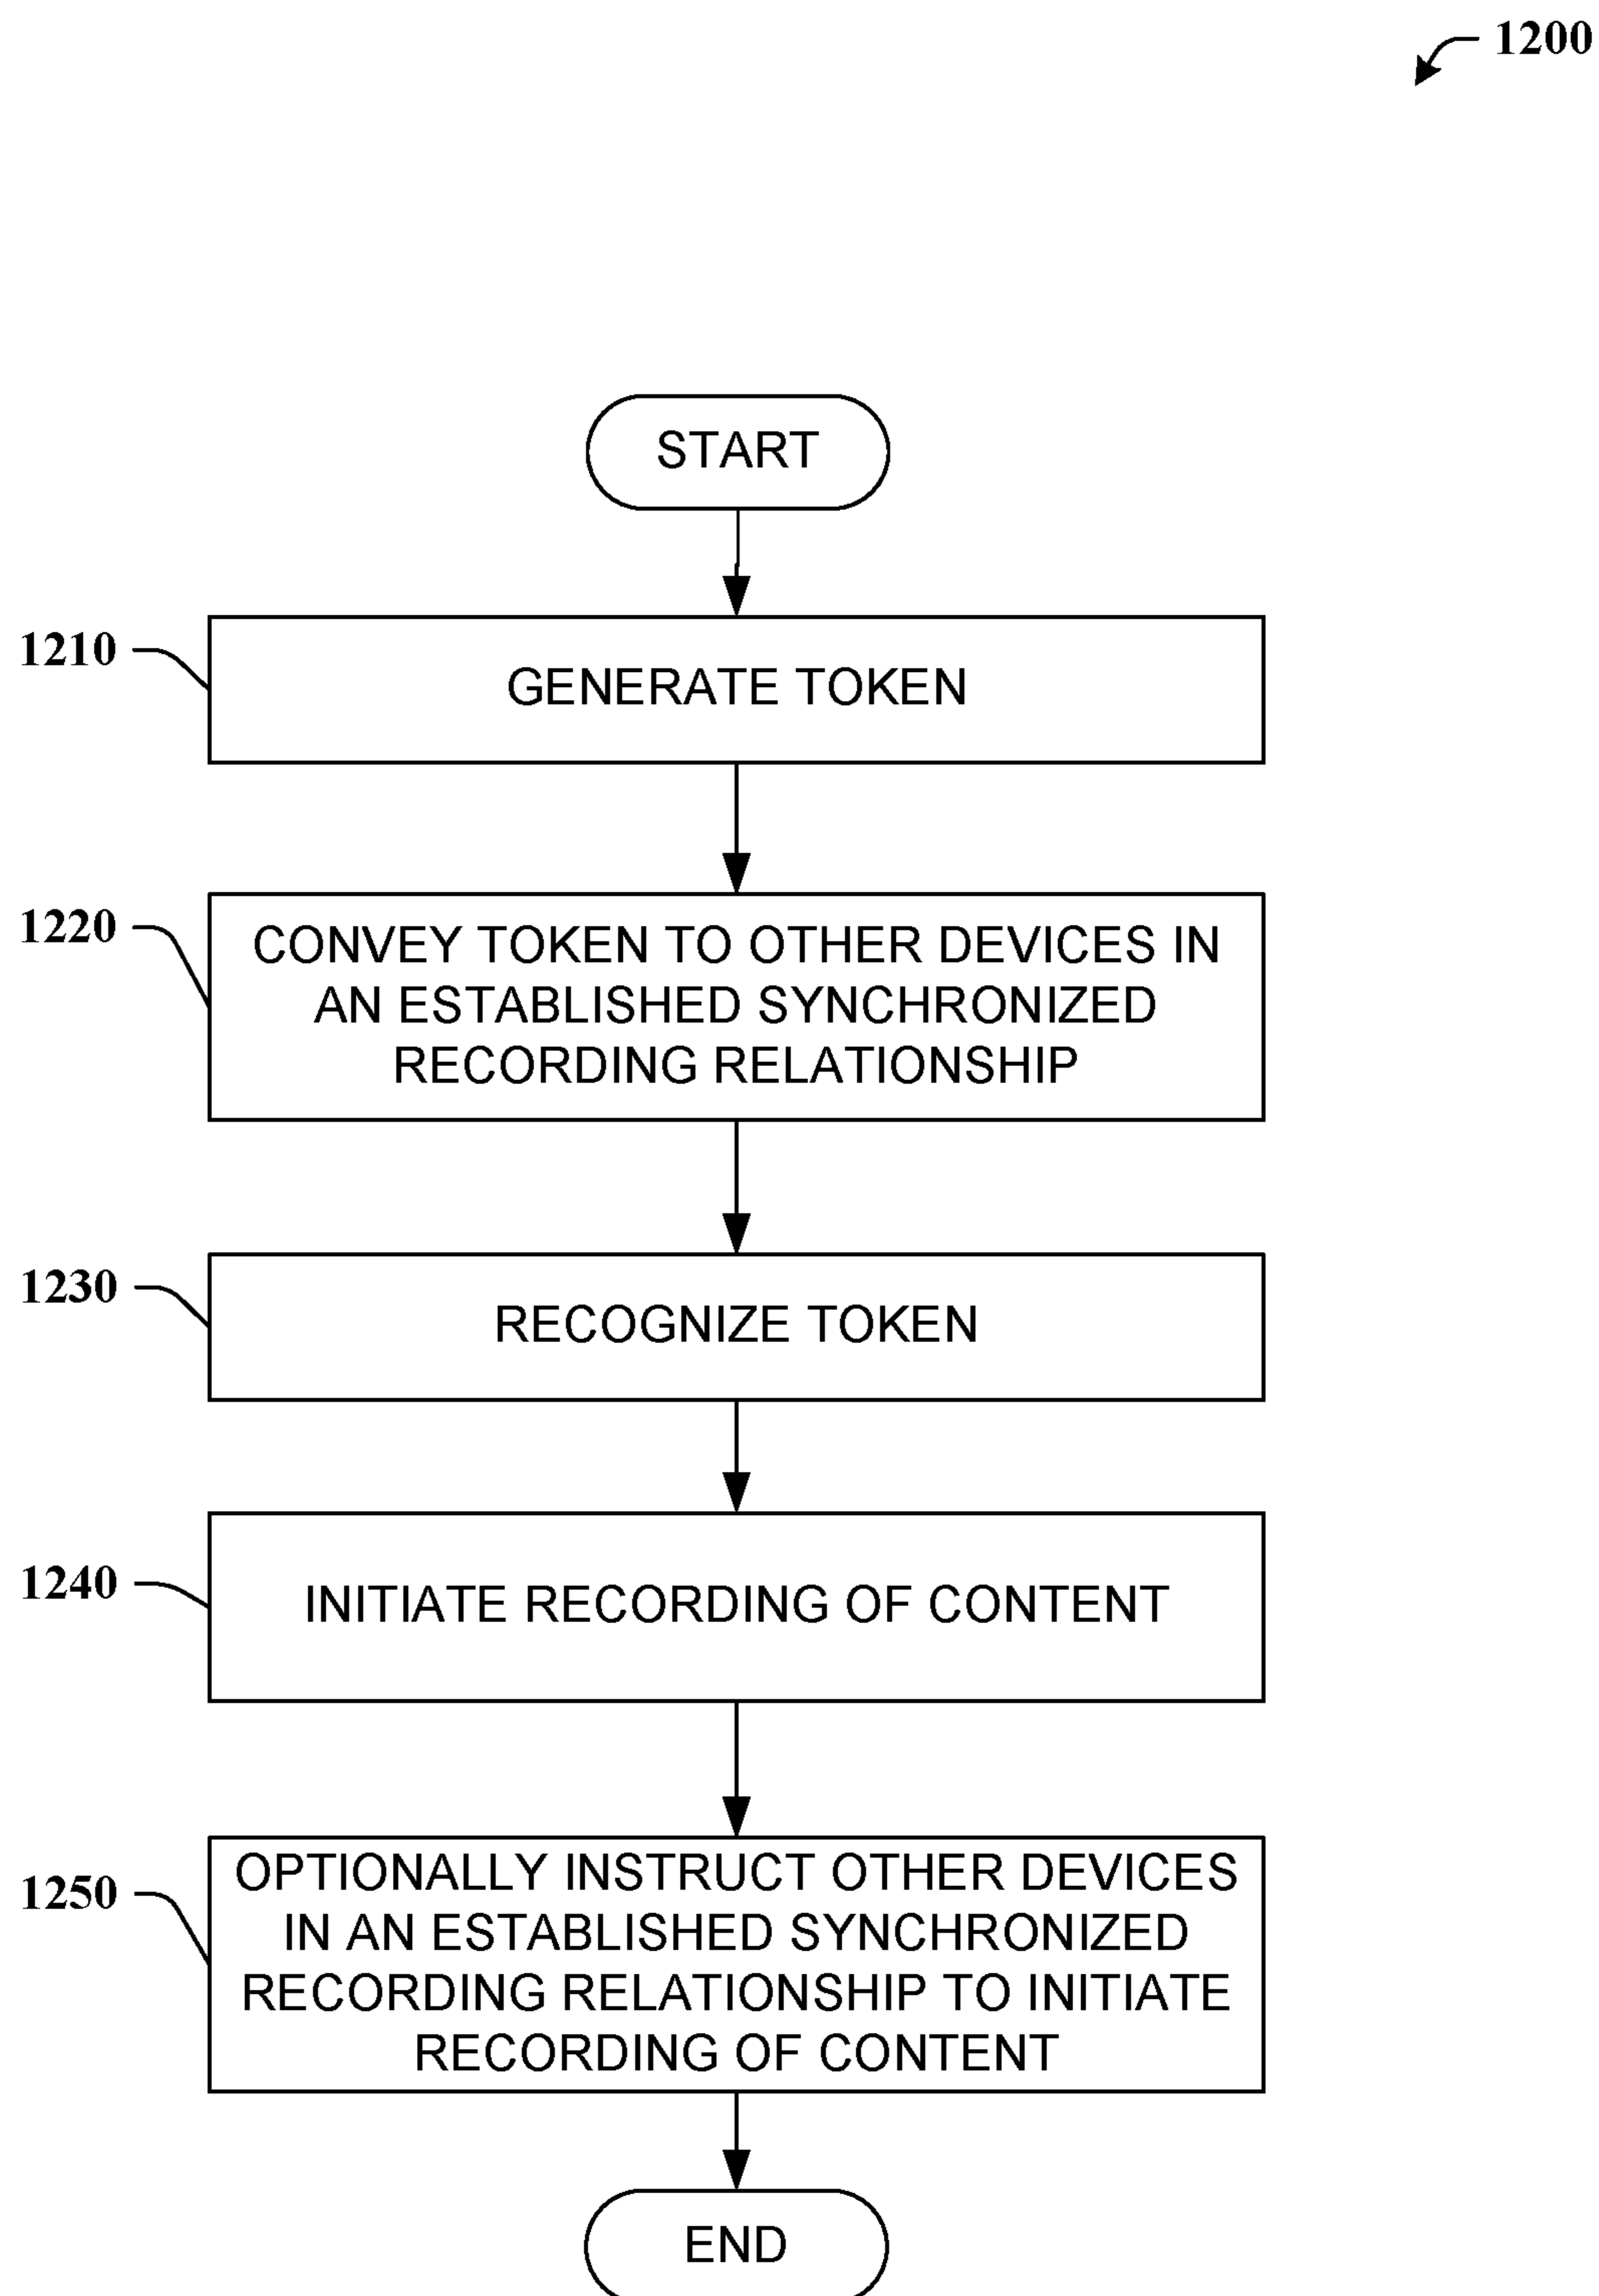 1200
START
1210
GENERATE TOKEN
1220
CONVEY TOKEN TO OTHER DEVICES IN
AN ESTABLISHED SYNCHRONIZED
RECORDING RELATIONSHIP
1230
RECOGNIZE TOKEN
1240
INITIATE RECORDING OF CONTENT
1250
OPTIONALLY INSTRUCT OTHER DEVICES
IN AN ESTABLISHED SYNCHRONIZED
RECORDING RELATIONSHIP TO INITIATE
RECORDING OF CONTENT
END